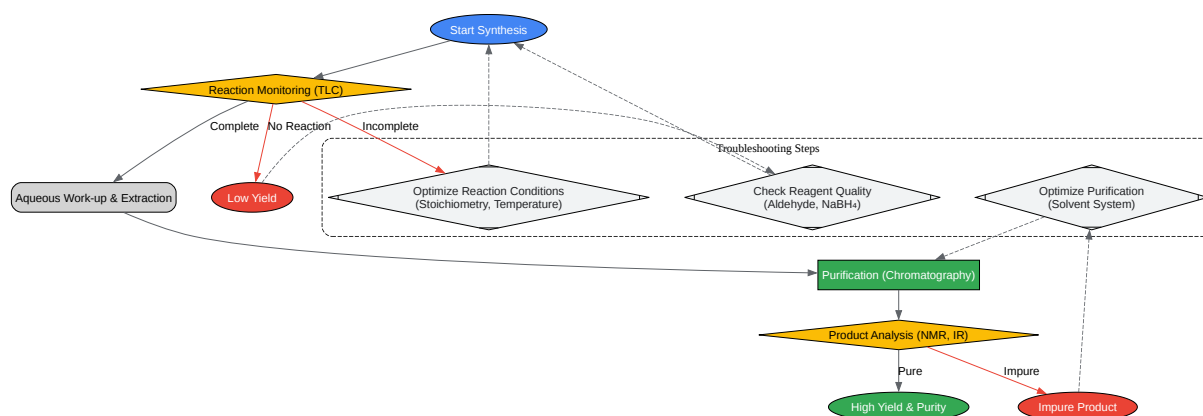 Start Synthesis
Reaction Monitoring (TLC)
Complete
No Reaction
Incomplete
Troubleshooting Steps
Aqueous Work-up & Extraction
Low Yield
Optimize Reaction Conditions
(Stoichiometry, Temperature)
Check Reagent Quality
(Aldehyde, NaBH₄)
Optimize Purification
(Solvent System)
Purification (Chromatography)
Product Analysis (NMR, IR)
Pure
Impure
High Yield & Purity
Impure Product